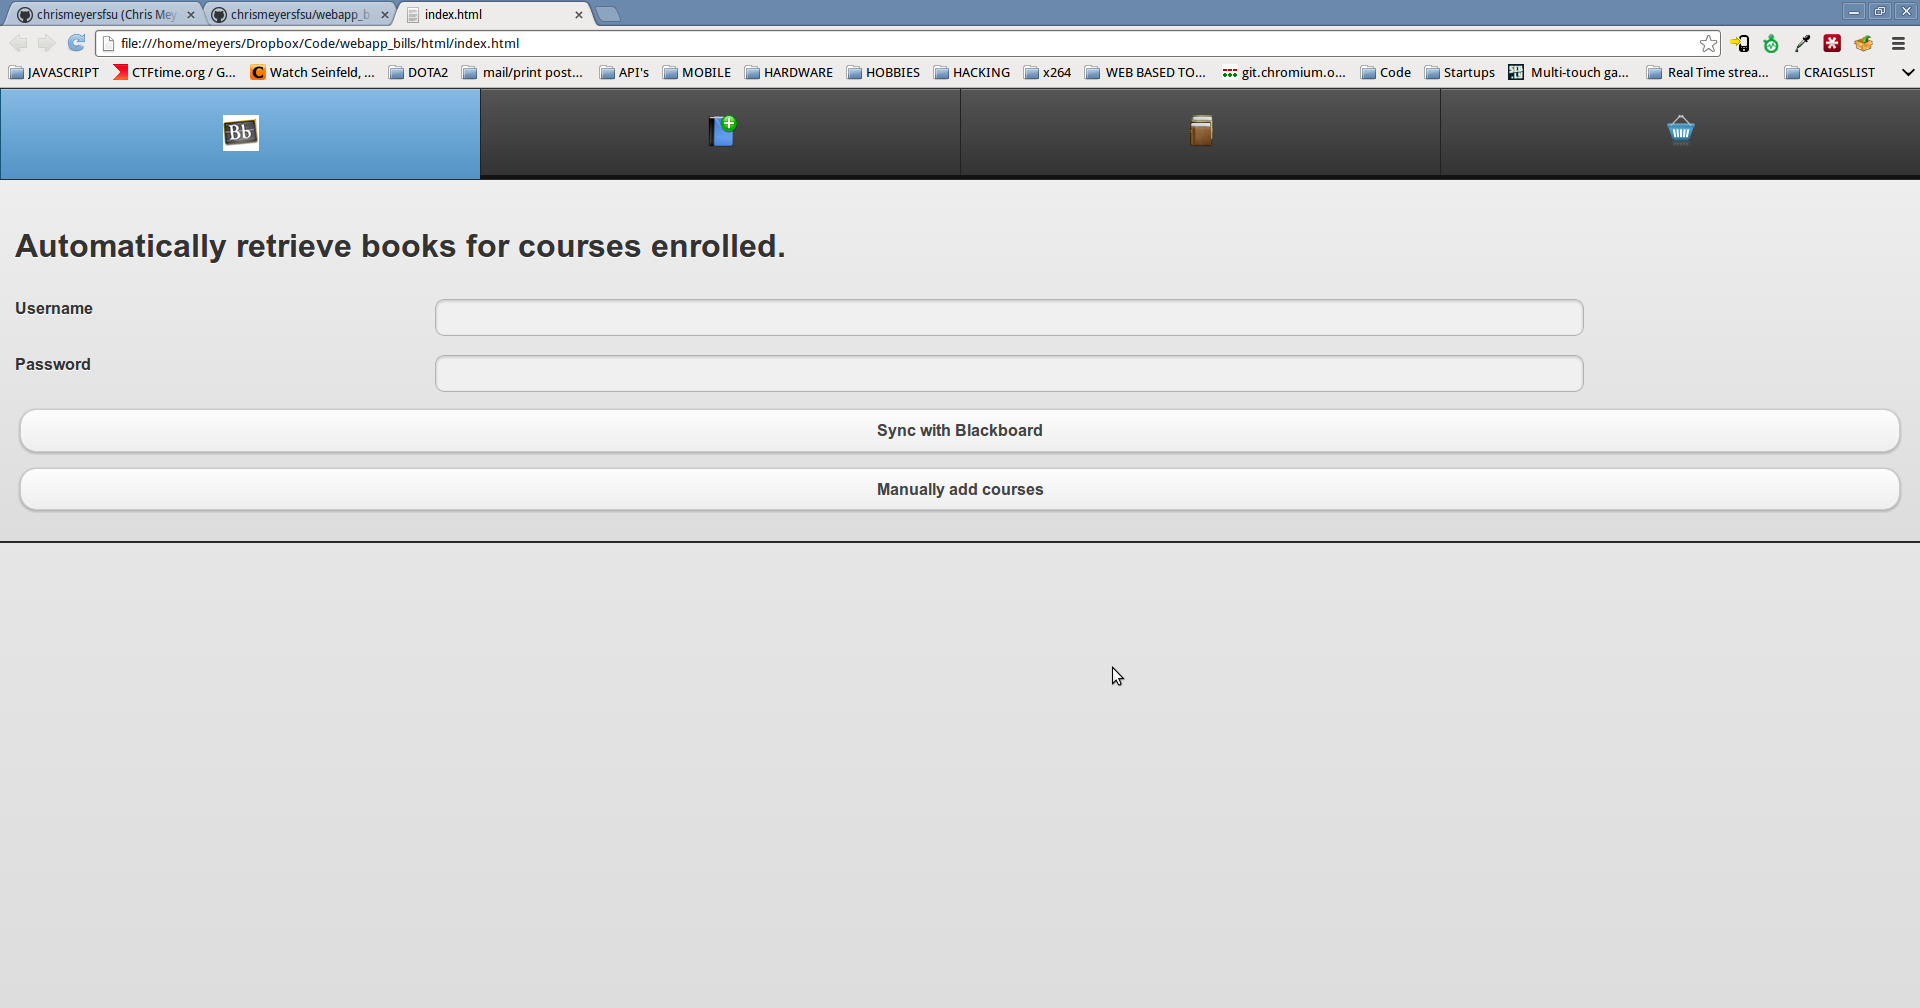 chrismeyersfsu (Chris Mey
chrismeyersfsu/webapp_b
index.html
file:///home/meyers/Dropbox/Code/webapp_bills/html/index.html
JAVASCRIPT
CTFtime.org / G...
Watch Seinfeld, ...
DOTA2
mail/print post...
API's
MOBILE
HARDWARE
HOBBIES
HACKING
x264
WEB BASED TO...
git.chromium.o...
Code
Startups
Multi-touch ga...
Real Time strea...
CRAIGSLIST
Bb
Automatically retrieve books for courses enrolled.
Username
Password
Sync with Blackboard
Manually add courses